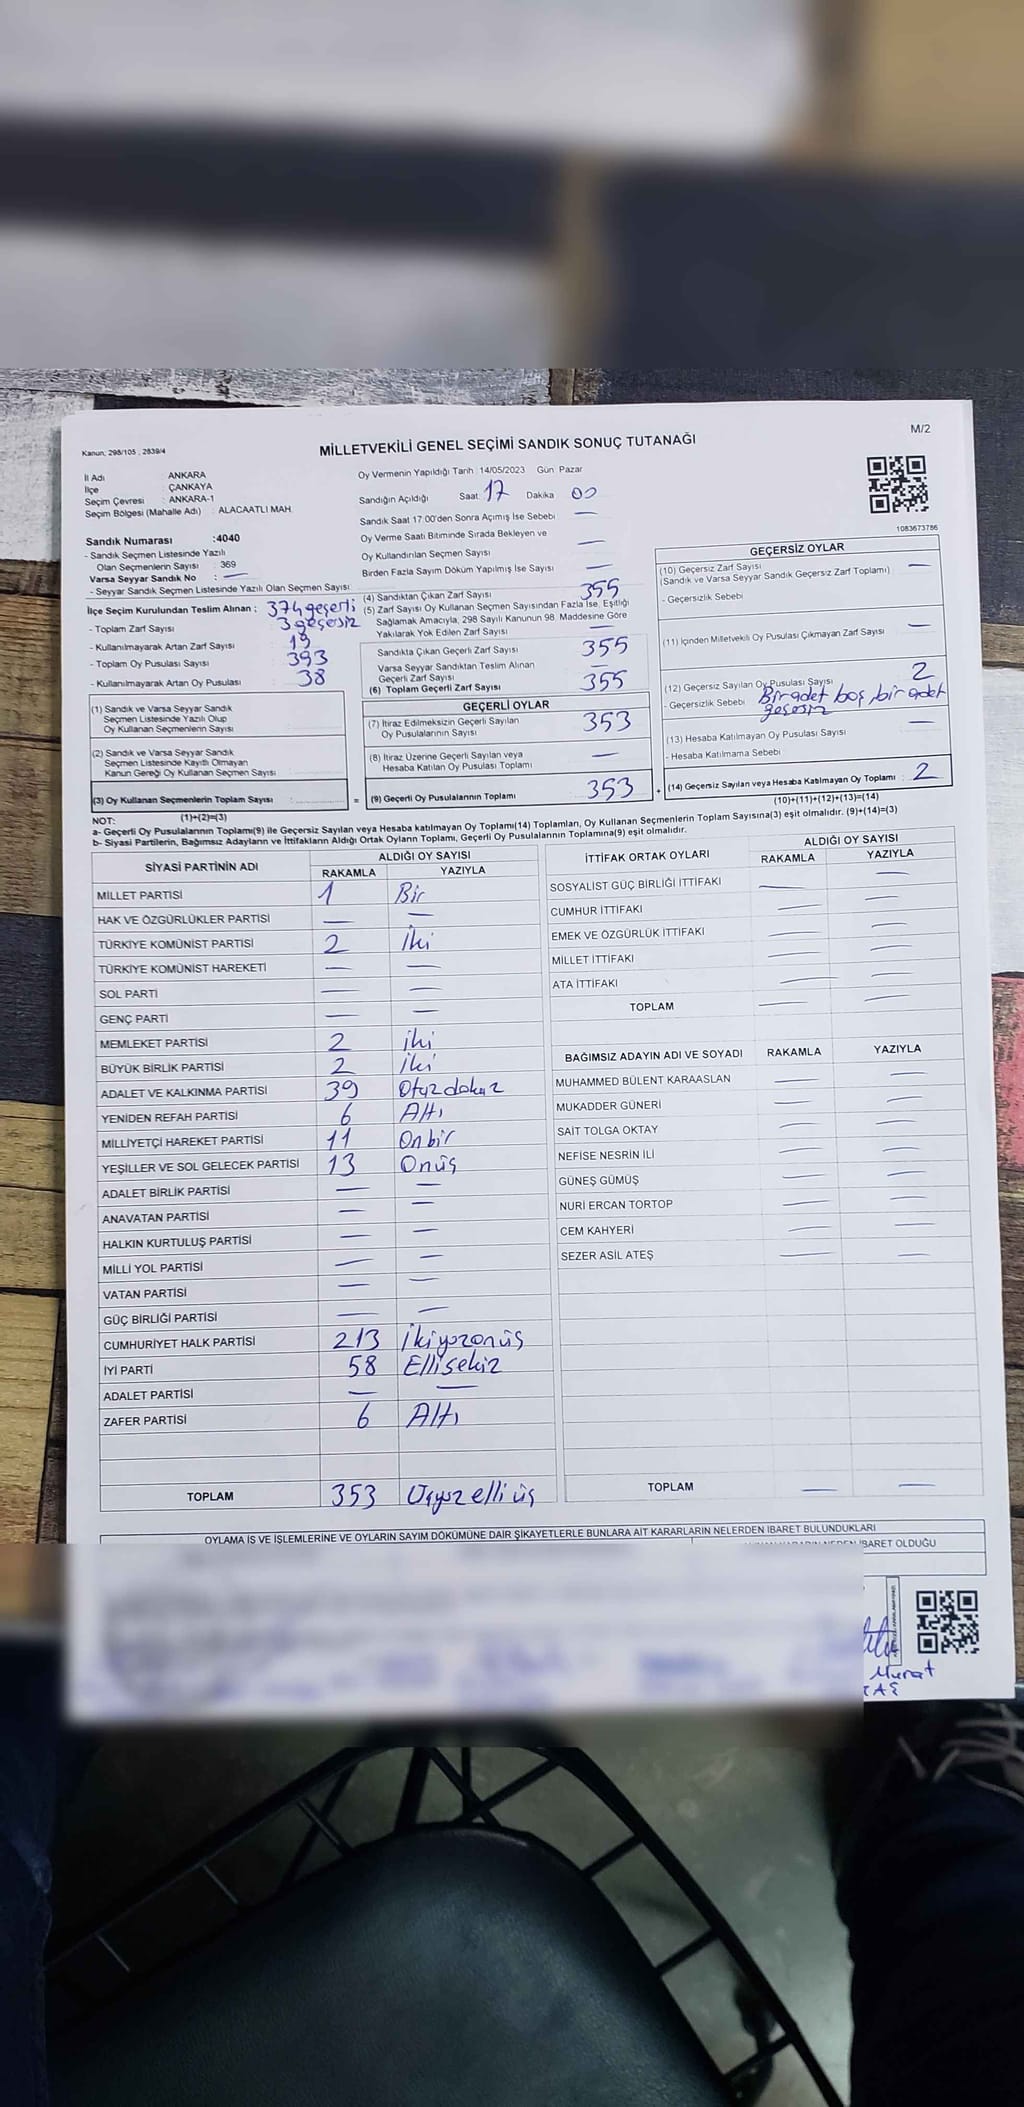 M/2
Kanun; 298/105 , 2839/4
MİLLETVEKİLİ GENEL SEÇİMİ SANDIK SONUÇ TUTANAĞI
İl Adı ANKARA
İlçe ÇANKAYA
Seçim Çevresi : ANKARA-1
Seçim Bölgesi (Mahalle Adı) : ALACAATLI MAH.
Sandık Numarası :4040
- Sandık Seçmen Listesinde Yazılı
Olan Seçmenlerin Sayısı : 369
Varsa Seyyar Sandık No : —
- Seyyar Sandık Seçmen Listesinde Yazılı Olan Seçmen Sayısı
İlçe Seçim Kurulundan Teslim Alınan : 374 geçerli
- Toplam Zarf Sayısı 3 geçersiz
- Kullanılmayarak Artan Zarf Sayısı 19
- Toplam Oy Pusulası Sayısı 393
- Kullanılmayarak Artan Oy Pusulası 38
(1) Sandık ve Varsa Seyyar Sandık
Seçmen Listesinde Yazılı Olup
Oy Kullanan Seçmenlerin Sayısı
(2) Sandık ve Varsa Seyyar Sandık
Seçmen Listesinde Kayıtlı Olmayan
Kanun Gereği Oy Kullanan Seçmen Sayısı
(3) Oy Kullanan Seçmenlerin Toplam Sayısı :
(1)+(2)=(3)
Oy Vermenin Yapıldığı Tarih :14/05/2023 Gün: Pazar
Sandığın Açıldığı Saat: 17 Dakika 00
Sandık Saat 17:00'den Sonra Açımış İse Sebebi —
Oy Verme Saati Bitiminde Sırada Bekleyen ve
Oy Kullandırılan Seçmen Sayısı —
Birden Fazla Sayım Döküm Yapılmış İse Sayısı —
(4) Sandıktan Çıkan Zarf Sayısı 355
(5) Zarf Sayısı Oy Kullanan Seçmen Sayısından Fazla İse, Eşitliği
Sağlamak Amacıyla, 298 Sayılı Kanunun 98. Maddesine Göre
Yakılarak Yok Edilen Zarf Sayısı —
Sandıkta Çıkan Geçerli Zarf Sayısı 355
Varsa Seyyar Sandıktan Teslim Alınan
Geçerli Zarf Sayısı —
(6) Toplam Geçerli Zarf Sayısı 355
GEÇERLİ OYLAR
(7) İtiraz Edilmeksizin Geçerli Sayılan
Oy Pusulalarının Sayısı 353
(8) İtiraz Üzerine Geçerli Sayılan veya
Hesaba Katılan Oy Pusulası Toplamı —
= (9) Geçerli Oy Pusulalarının Toplamı 353 +
1083673786
GEÇERSİZ OYLAR
(10) Geçersiz Zarf Sayısı —
(Sandık ve Varsa Seyyar Sandık Geçersiz Zarf Toplamı)
- Geçersizlik Sebebi
(11) İçinden Milletvekili Oy Pusulası Çıkmayan Zarf Sayısı —
(12) Geçersiz Sayılan Oy Pusulası Sayısı 2
- Geçersizlik Sebebi Bir adet boş, bir adet
geçersiz
(13) Hesaba Katılmayan Oy Pusulası Sayısı —
- Hesaba Katılmama Sebebi
(14) Geçersiz Sayılan veya Hesaba Katılmayan Oy Toplamı : 2
(10)+(11)+(12)+(13)=(14)
NOT:
a- Geçerli Oy Pusulalarının Toplamı(9) ile Geçersiz Sayılan veya Hesaba katılmayan Oy Toplamı(14) Toplamları, Oy Kullanan Seçmenlerin Toplam Sayısına(3) eşit olmalıdır. (9)+(14)=(3)
b- Siyasi Partilerin, Bağımsız Adayların ve İttifakların Aldığı Ortak Oyların Toplamı, Geçerli Oy Pusulalarının Toplamına(9) eşit olmalıdır.
SİYASİ PARTİNİN ADI ALDIĞI OY SAYISI
RAKAMLA YAZIYLA
MİLLET PARTİSİ 1 Bir
HAK VE ÖZGÜRLÜKLER PARTİSİ — —
TÜRKİYE KOMÜNİST PARTİSİ 2 İki
TÜRKİYE KOMÜNİST HAREKETİ — —
SOL PARTİ — —
GENÇ PARTİ — —
MEMLEKET PARTİSİ 2 İki
BÜYÜK BİRLİK PARTİSİ 2 İki
ADALET VE KALKINMA PARTİSİ 39 Otuzdokuz
YENİDEN REFAH PARTİSİ 6 Altı
MİLLİYETÇİ HAREKET PARTİSİ 11 Onbir
YEŞİLLER VE SOL GELECEK PARTİSİ 13 Onüş
ADALET BİRLİK PARTİSİ — —
ANAVATAN PARTİSİ — —
HALKIN KURTULUŞ PARTİSİ — —
MİLLİ YOL PARTİSİ — —
VATAN PARTİSİ — —
GÜÇ BİRLİĞİ PARTİSİ — —
CUMHURİYET HALK PARTİSİ 213 İkiyüzonüş
İYİ PARTİ 58 Ellisekiz
ADALET PARTİSİ — —
ZAFER PARTİSİ 6 Altı
TOPLAM 353 Üçyüzelliüş
İTTİFAK ORTAK OYLARI ALDIĞI OY SAYISI
RAKAMLA YAZIYLA
SOSYALİST GÜÇ BİRLİĞİ İTTİFAKI — —
CUMHUR İTTİFAKI — —
EMEK VE ÖZGÜRLÜK İTTİFAKI — —
MİLLET İTTİFAKI — —
ATA İTTİFAKI — —
TOPLAM — —
BAĞIMSIZ ADAYIN ADI VE SOYADI RAKAMLA YAZIYLA
MUHAMMED BÜLENT KARAASLAN — —
MUKADDER GÜNERİ — —
SAİT TOLGA OKTAY — —
NEFİSE NESRİN İLİ — —
GÜNEŞ GÜMÜŞ — —
NURİ ERCAN TORTOP — —
CEM KAHYERİ — —
SEZER ASİL ATEŞ — —
TOPLAM — —
OYLAMA İŞ VE İŞLEMLERİNE VE OYLARIN SAYIM DÖKÜMÜNE DAİR ŞİKAYETLERLE BUNLARA AİT KARARLARIN NELERDEN İBARET BULUNDUKLARI
İBARET OLDUĞU
Murat